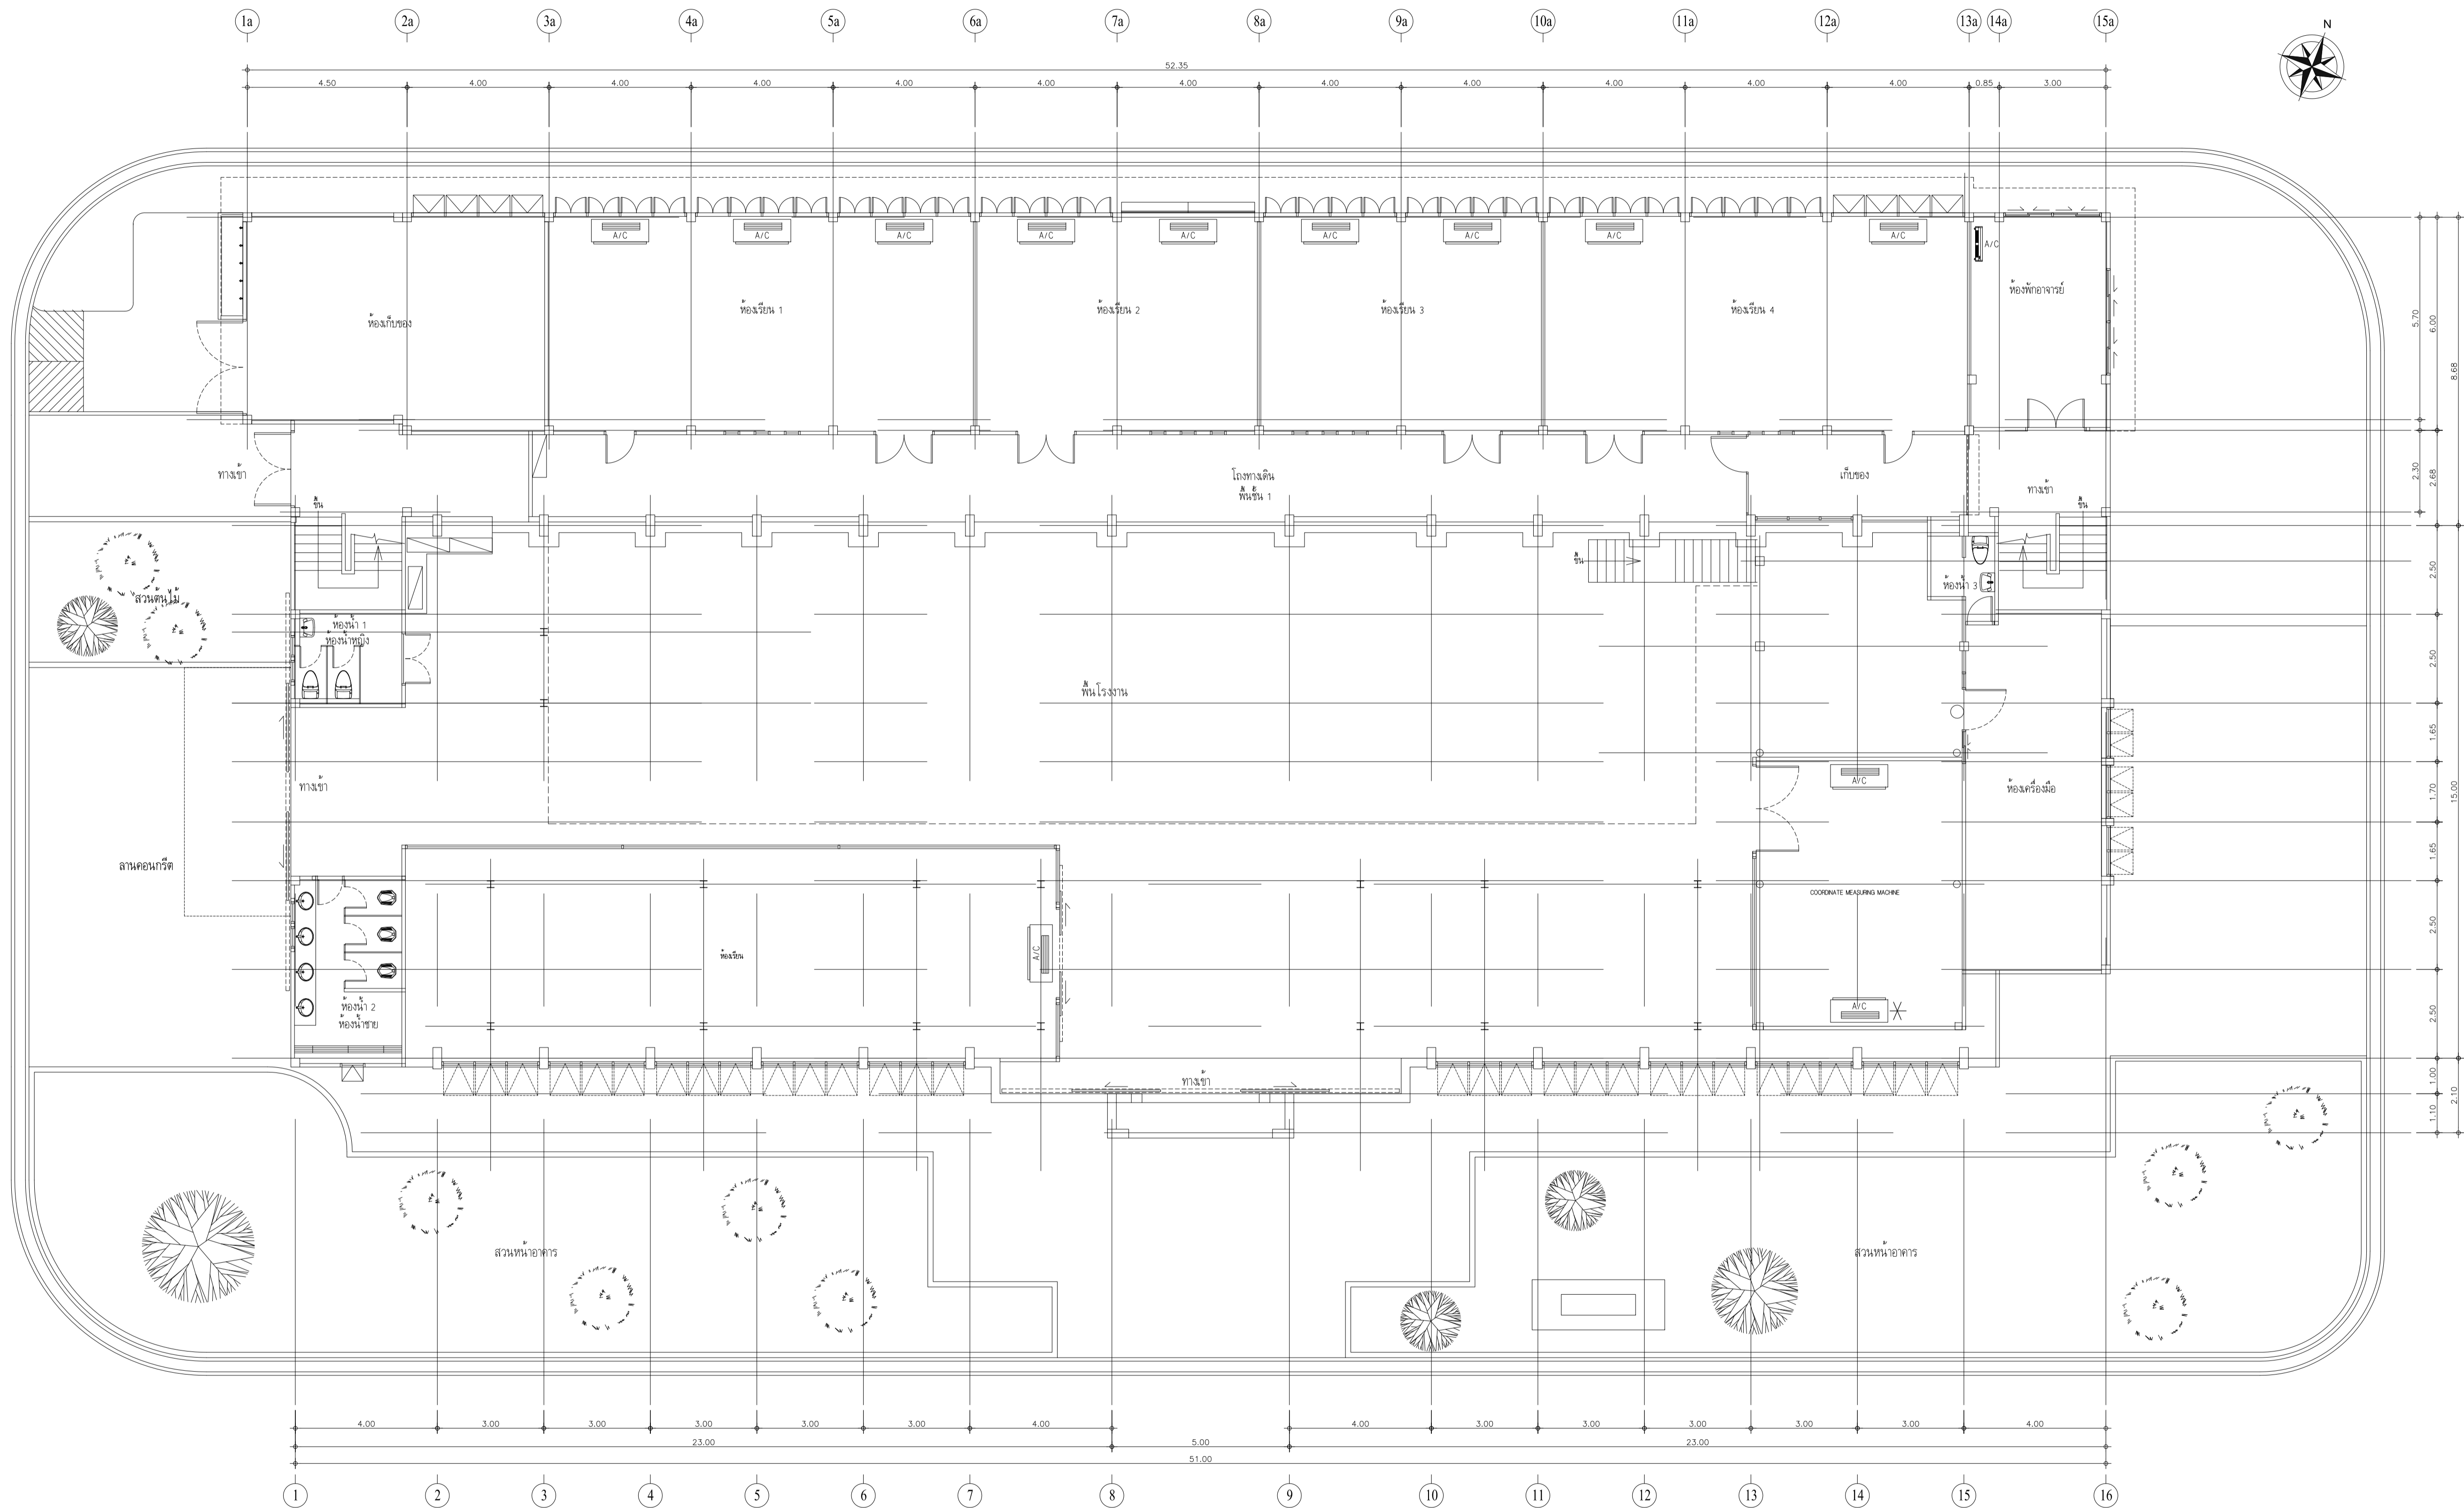 1a 2a 3a 4a 5a 6a 7a 8a 9a 10a 11a 12a 13a 14a 15a
N
52.35
4.50 4.00 4.00 4.00 4.00 4.00 4.00 4.00 4.00 4.00 4.00 4.00 0.85 3.00
A/C A/C A/C A/C A/C A/C A/C A/C A/C A/C
ห้องเก็บของ
ห้องเรียน 1
ห้องเรียน 2
ห้องเรียน 3
ห้องเรียน 4
ห้องพักอาจารย์
5.70
6.00
8.68
ทางเข้า
ขึ้น
โถงทางเดิน
พื้นชั้น 1
เก็บของ
ทางเข้า
ขึ้น
2.30
2.68
สวนต้นไม้
ห้องน้ำ 1
ห้องน้ำหญิง
ขึ้น
ห้องน้ำ 3
2.50
พื้นโรงงาน
2.50
1.65
ทางเข้า
A/C
ห้องเครื่องมือ
1.70
15.00
ลานคอนกรีต
1.65
COORDINATE MEASURING MACHINE
ห้องเรียน
A/C
2.50
ห้องน้ำ 2
ห้องน้ำชาย
A/C
2.50
ทางเข้า
1.00
1.10
2.10
สวนหน้าอาคาร
สวนหน้าอาคาร
4.00 3.00 3.00 3.00 3.00 3.00 4.00 4.00 3.00 3.00 3.00 3.00 3.00 4.00
23.00 5.00 23.00
51.00
1 2 3 4 5 6 7 8 9 10 11 12 13 14 15 16